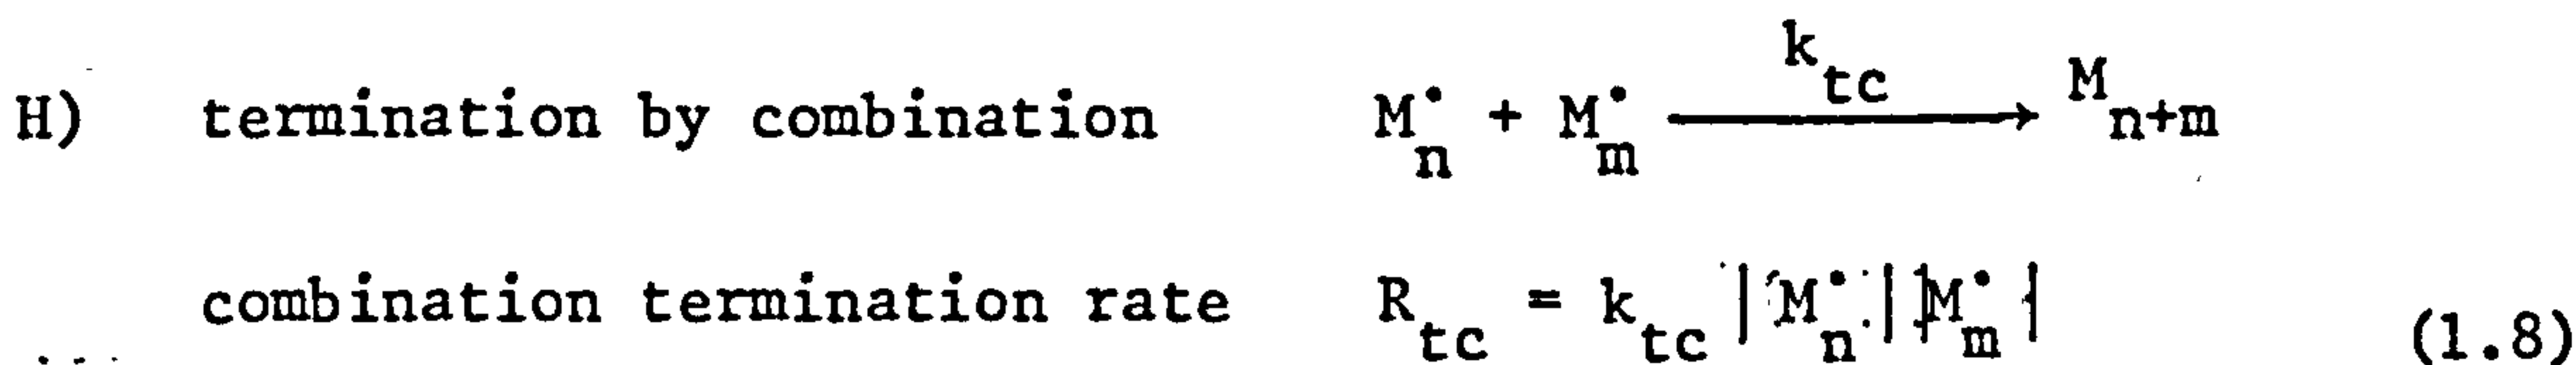 H) termination by combination M˙n + M˙m —ktc→ Mn+m
combination termination rate Rtc = ktc |M˙n||M˙m| (1.8)